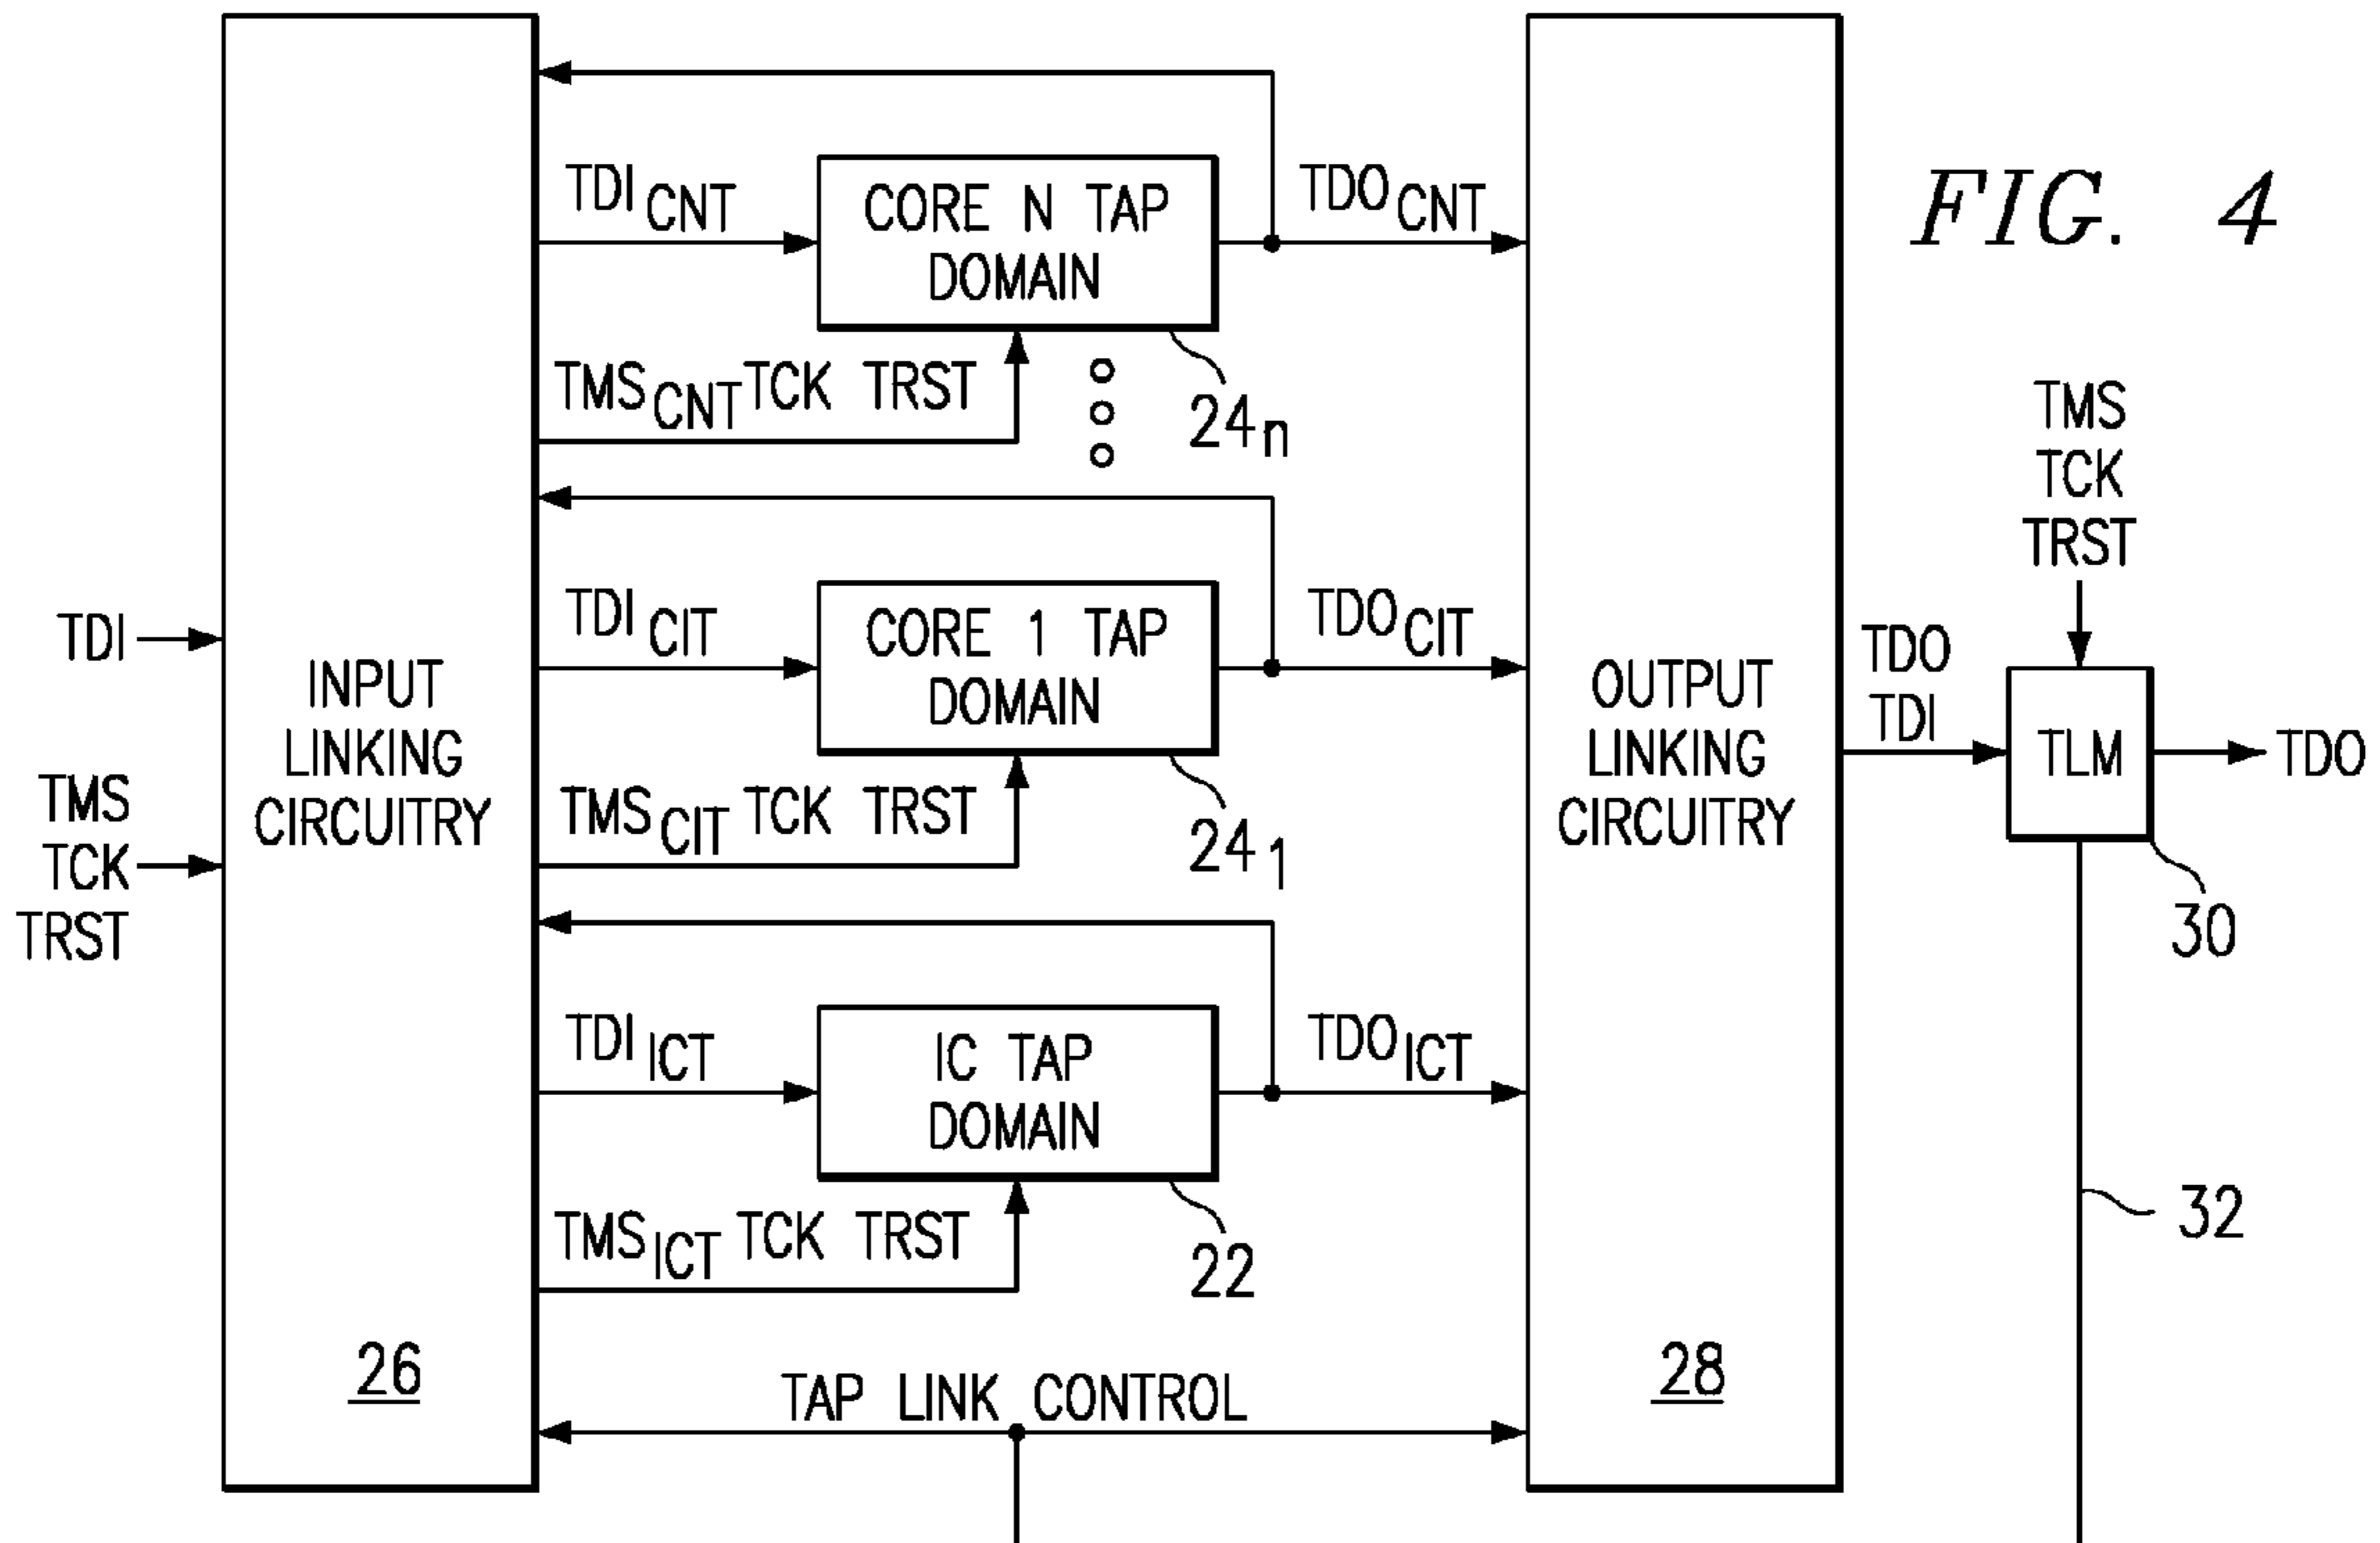 TDI CNT
CORE N TAP
DOMAIN
TDO CNT
FIG. 4
TMS CNT TCK TRST
24n
TMS
TCK
TRST
TDI
TDI CIT
CORE 1 TAP
DOMAIN
TDO CIT
INPUT
LINKING
CIRCUITRY
OUTPUT
LINKING
CIRCUITRY
TDO
TDI
TLM
TDO
TMS
TCK
TRST
TMS CIT TCK TRST
24 1
30
TDI ICT
IC TAP
DOMAIN
TDO ICT
TMS ICT TCK TRST
22
32
26
TAP LINK CONTROL
28